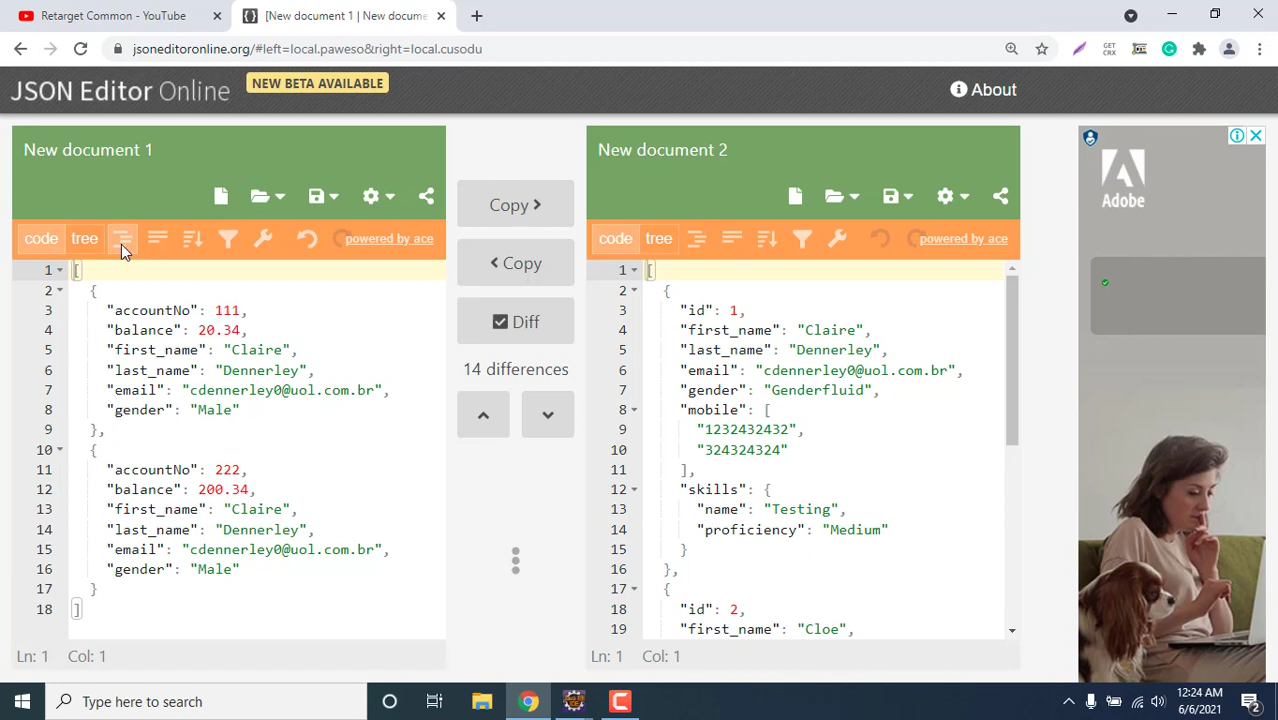 Retarget Common - YouTube
[New document 1 | New docume
jsoneditoronline.org/#left=local.paweso&right=local.cusodu
GET
CRX
JSON Editor Online
NEW BETA AVAILABLE
About
New document 1
code tree powered by ace
1 [
2 {
3 "accountNo": 111,
4 "balance": 20.34,
5 "first_name": "Claire",
6 "last_name": "Dennerley",
7 "email": "cdennerley0@uol.com.br",
8 "gender": "Male"
9 },
10 {
11 "accountNo": 222,
12 "balance": 200.34,
13 "first_name": "Claire",
14 "last_name": "Dennerley",
15 "email": "cdennerley0@uol.com.br",
16 "gender": "Male"
17 }
18 ]
Ln: 1 Col: 1
Copy
Copy
Diff
14 differences
New document 2
code tree powered by ace
1 [
2 {
3 "id": 1,
4 "first_name": "Claire",
5 "last_name": "Dennerley",
6 "email": "cdennerley0@uol.com.br",
7 "gender": "Genderfluid",
8 "mobile": [
9 "1232432432",
10 "324324324"
11 ],
12 "skills": {
13 "name": "Testing",
14 "proficiency": "Medium"
15 }
16 },
17 {
18 "id": 2,
19 "first_name": "Cloe",
Ln: 1 Col: 1
Adobe
Type here to search
12:24 AM
6/6/2021
2